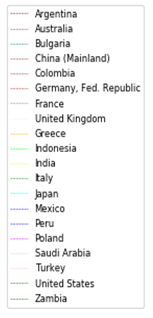 Argentina
Australia
Bulgaria
China (Mainland)
Colombia
Germany, Fed. Republic
France
United Kingdom
Greece
Indonesia
India
Italy
Japan
Mexico
Peru
Poland
Saudi Arabia
Turkey
United States
Zambia